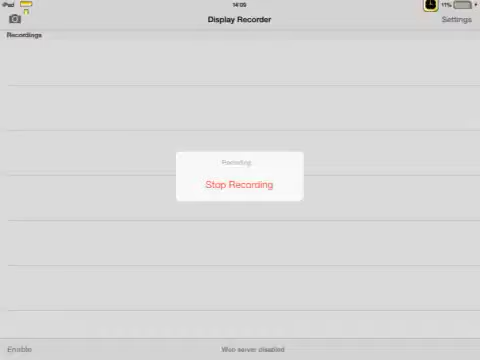 iPad 14:09 11%
Display Recorder Settings
Recordings
Recording
Stop Recording
Enable Web server disabled